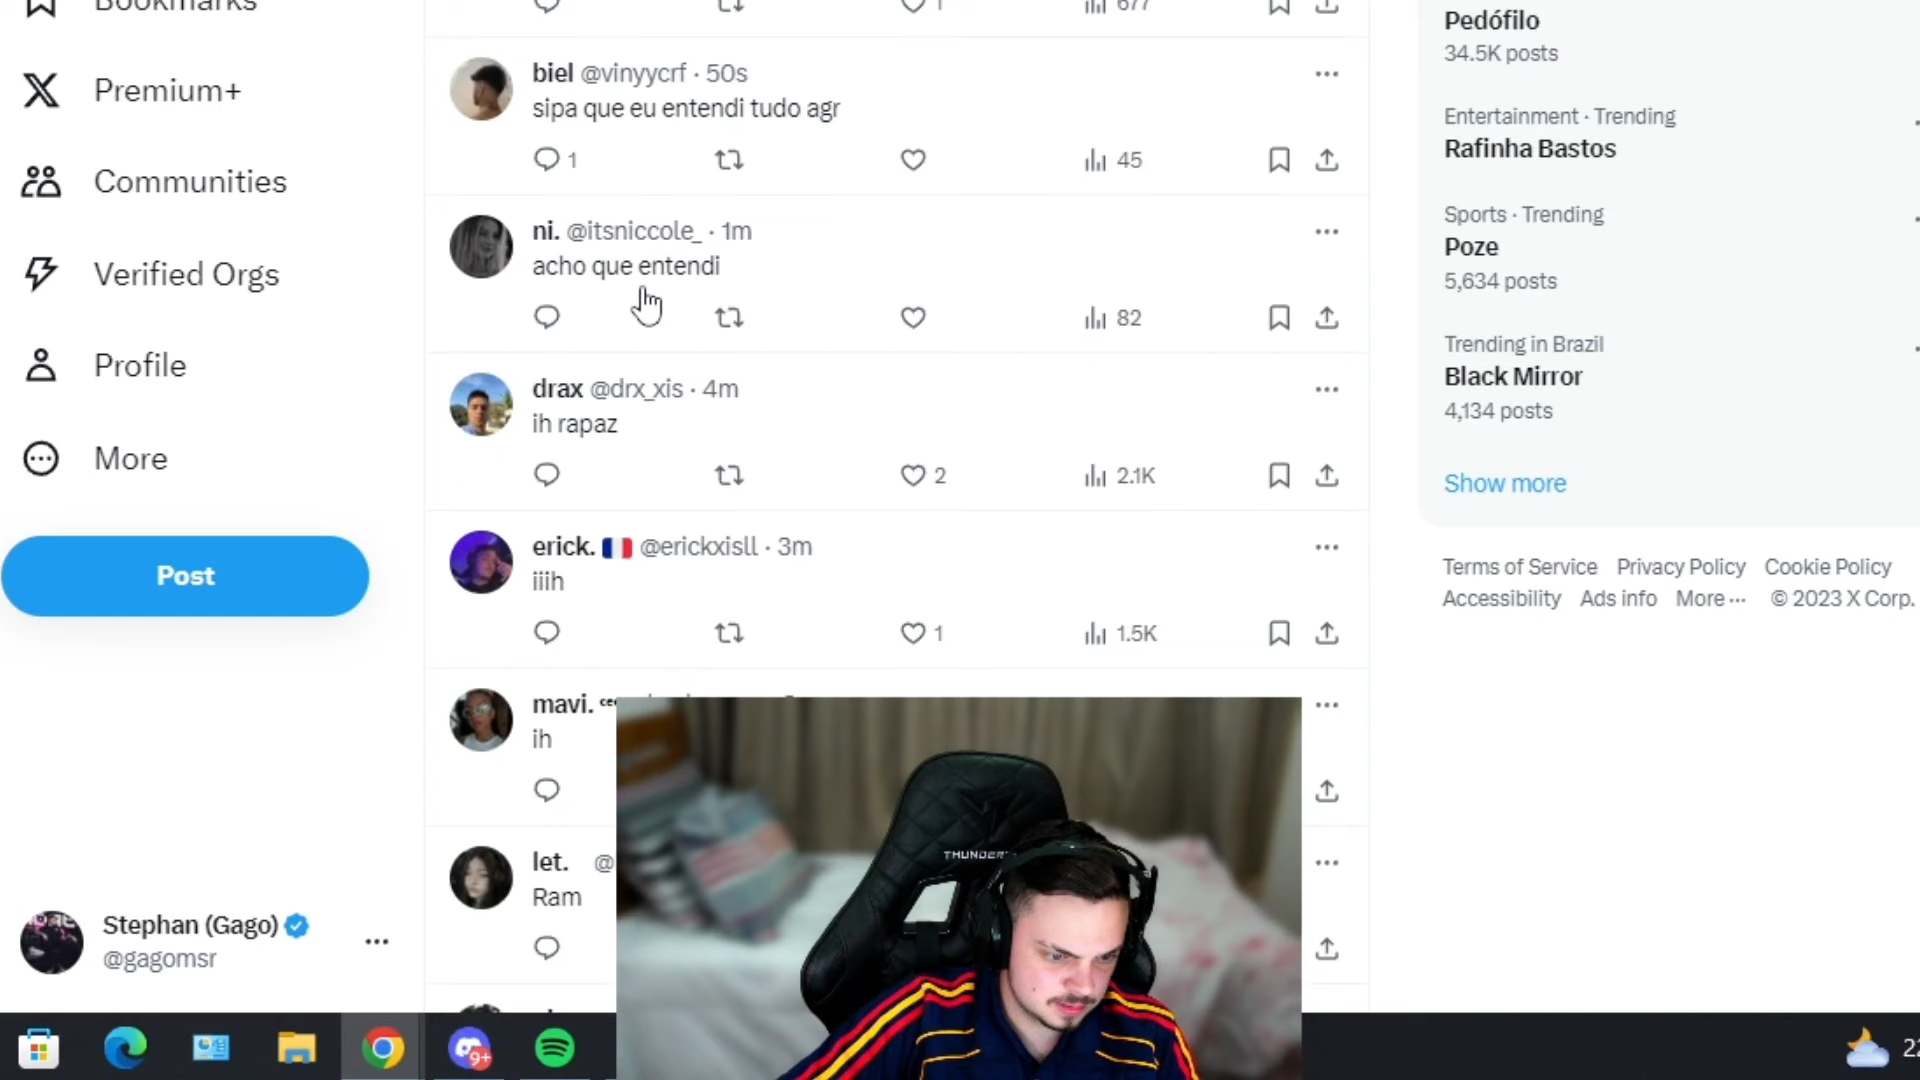 Bookmarks
Premium+
Communities
Verified Orgs
Profile
More
Post
Stephan (Gago)
@gagomsr
1
677
biel @vinyycrf · 50s
sipa que eu entendi tudo agr
1
45
ni. @itsniccole_ · 1m
acho que entendi
82
drax @drx_xis · 4m
ih rapaz
2
2.1K
erick. 🇫🇷 @erickxisll · 3m
iiih
1
1.5K
mavi.
ih
let. @
Ram
THUNDER
Pedófilo
34.5K posts
Entertainment · Trending
Rafinha Bastos
Sports · Trending
Poze
5,634 posts
Trending in Brazil
Black Mirror
4,134 posts
Show more
Terms of Service Privacy Policy Cookie Policy
Accessibility Ads info More ··· © 2023 X Corp.
9+
22